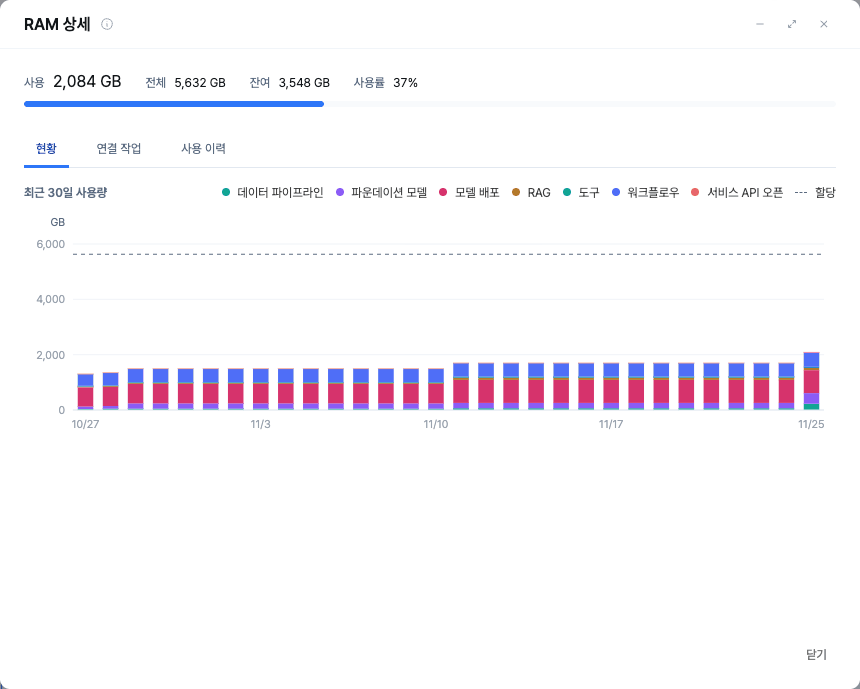 RAM 상세
사용 2,084 GB 전체 5,632 GB 잔여 3,548 GB 사용률 37%
현황 연결 작업 사용 이력
최근 30일 사용량 데이터 파이프라인 파운데이션 모델 모델 배포 RAG 도구 워크플로우 서비스 API 오픈 할당
GB
6,000
4,000
2,000
0
10/27 11/3 11/10 11/17 11/25
닫기